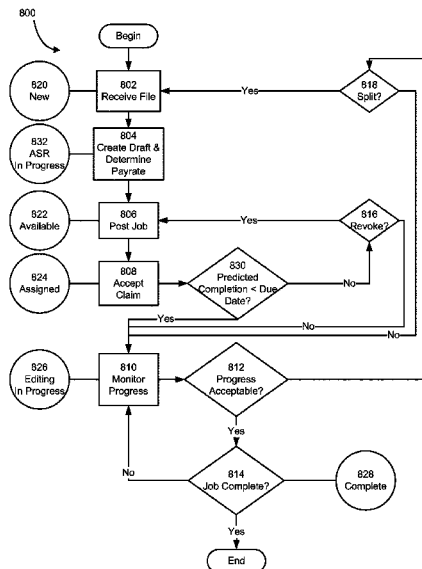 800
Begin
820
New
802
Receive File
Yes
818
Split?
832
ASR
In Progress
804
Create Draft &
Determine
Payrate
822
Available
806
Post Job
Yes
816
Revoke?
824
Assigned
808
Accept
Claim
830
Predicted
Completion < Due
Date?
No
Yes
No
No
826
Editing
In Progress
810
Monitor
Progress
812
Progress
Acceptable?
Yes
No
814
Job Complete?
828
Complete
Yes
End